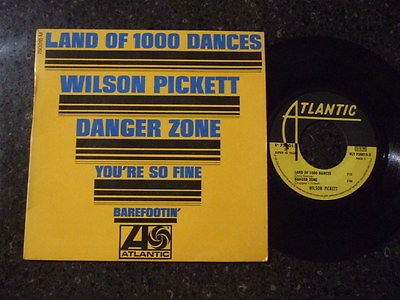 LAND OF 1000 DANCES
WILSON PICKETT
DANGER ZONE
YOU'RE SO FINE
BAREFOOTIN'
ATLANTIC
ATLANTIC
LAND OF 1000 DANCES
DANGER ZONE
WILSON PICKETT